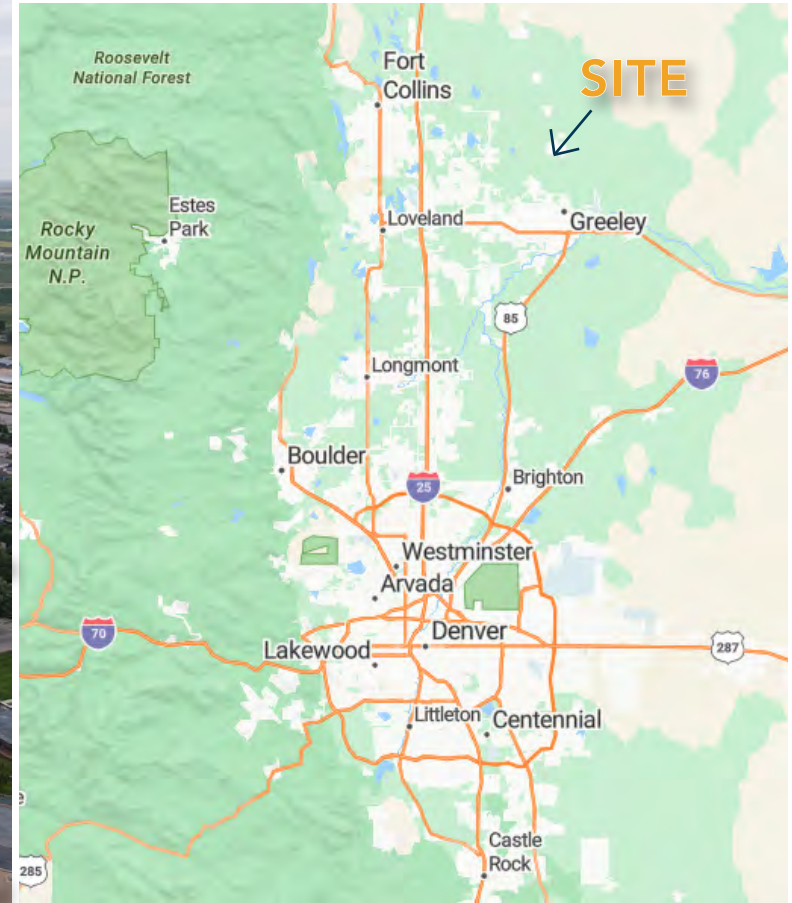 Roosevelt
National Forest
Fort
Collins
SITE
Estes
Park
Rocky
Mountain
N.P.
Loveland
Greeley
85
Longmont
76
Boulder
25
Brighton
Westminster
Arvada
70
Lakewood
Denver
287
Littleton
Centennial
Castle
Rock
285